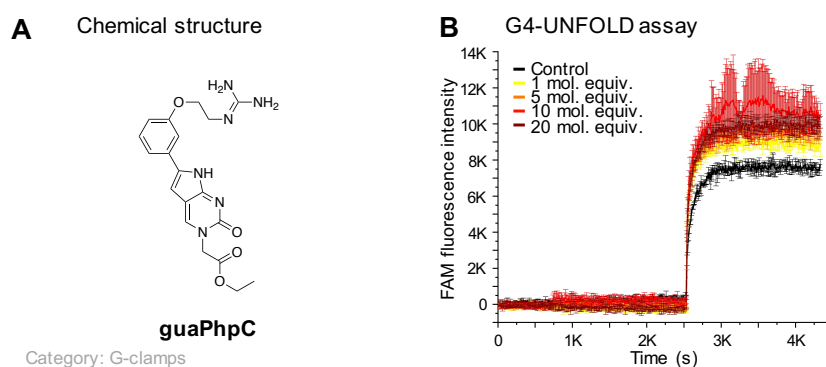 A
Chemical structure
H₂N
NH₂
O
N
NH
N
N
O
O
O
guaPhpC
Category: G-clamps
B
G4-UNFOLD assay
FAM fluorescence intensity
14K
12K
10K
8K
6K
4K
2K
0
Control
1 mol. equiv.
5 mol. equiv.
10 mol. equiv.
20 mol. equiv.
0
1K
2K
3K
4K
Time (s)